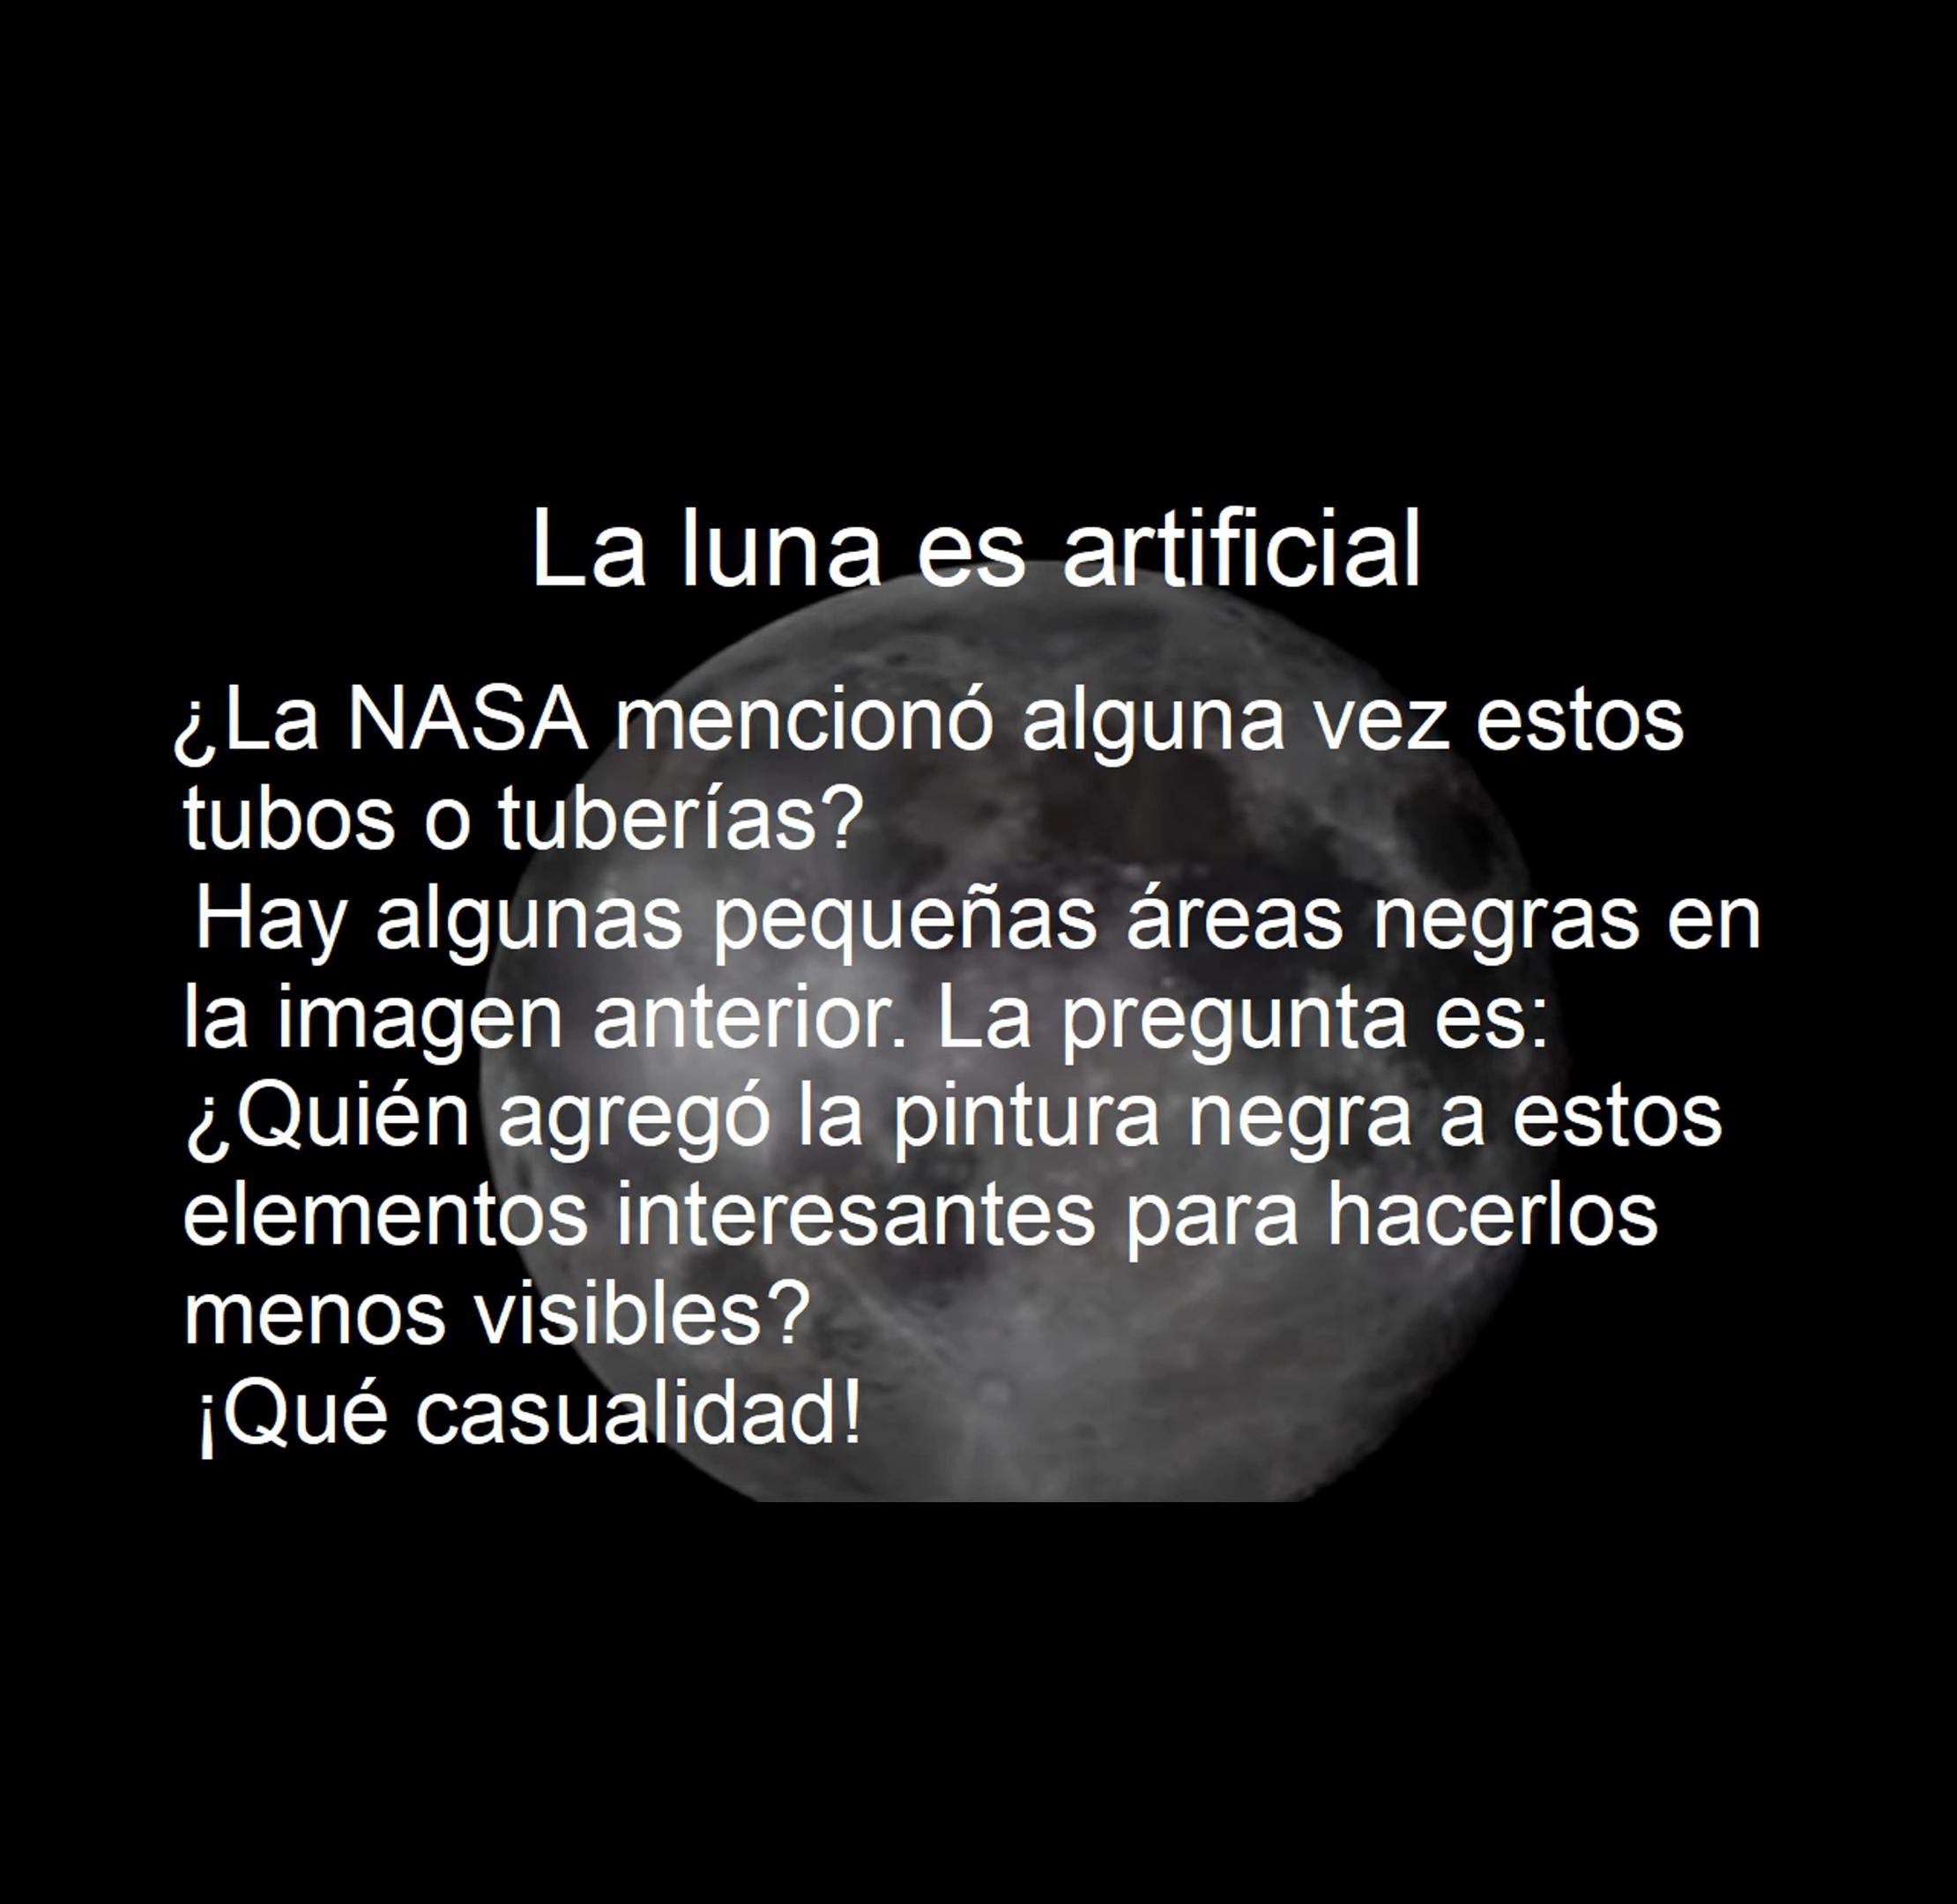 La luna es artificial
¿La NASA mencionó alguna vez estos
tubos o tuberías?
Hay algunas pequeñas áreas negras en
la imagen anterior. La pregunta es:
¿Quién agregó la pintura negra a estos
elementos interesantes para hacerlos
menos visibles?
¡Qué casualidad!